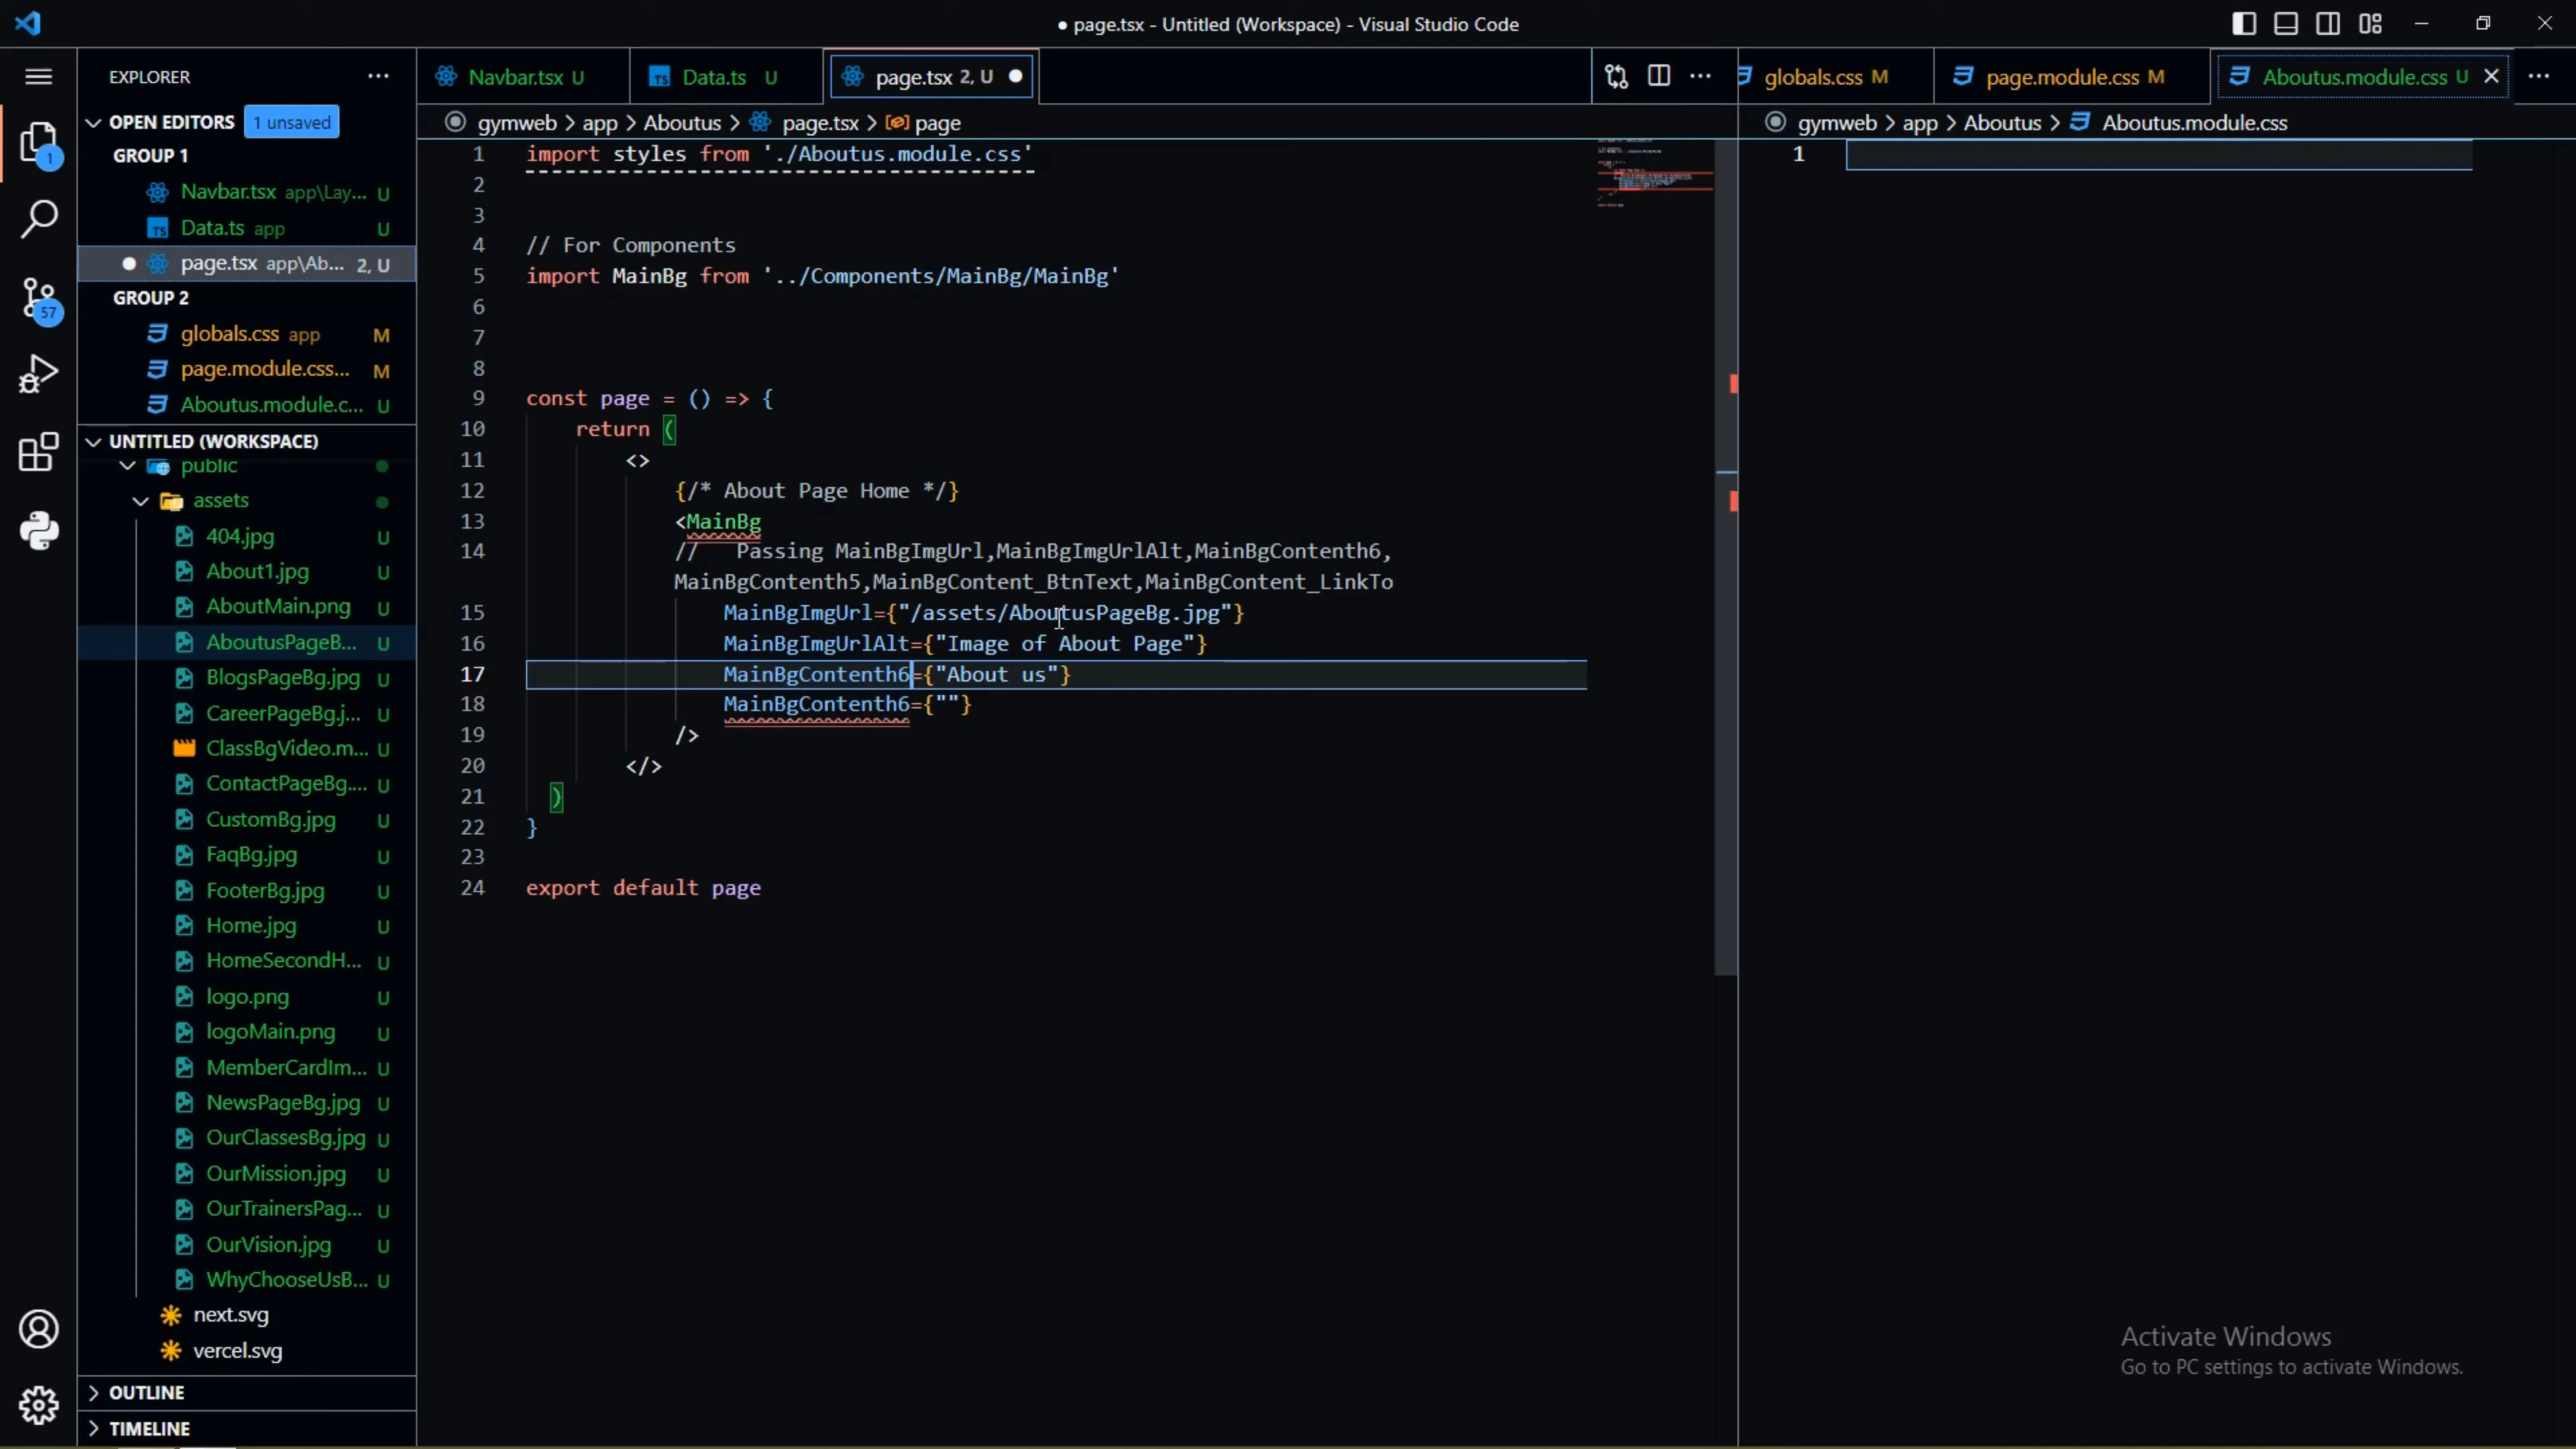 ● page.tsx - Untitled (Workspace) - Visual Studio Code
EXPLORER
OPEN EDITORS 1 unsaved
GROUP 1
Navbar.tsx app\Lay... U
Data.ts app U
page.tsx app\Ab... 2, U
GROUP 2
globals.css app M
page.module.css... M
Aboutus.module.c... U
UNTITLED (WORKSPACE)
public
assets
404.jpg U
About1.jpg U
AboutMain.png U
AboutusPageB... U
BlogsPageBg.jpg U
CareerPageBg.j... U
ClassBgVideo.m... U
ContactPageBg.... U
CustomBg.jpg U
FaqBg.jpg U
FooterBg.jpg U
Home.jpg U
HomeSecondH... U
logo.png U
logoMain.png U
MemberCardIm... U
NewsPageBg.jpg U
OurClassesBg.jpg U
OurMission.jpg U
OurTrainersPag... U
OurVision.jpg U
WhyChooseUsB... U
next.svg
vercel.svg
OUTLINE
TIMELINE
1
57
Navbar.tsx U
Data.ts U
page.tsx 2, U
gymweb > app > Aboutus > page.tsx > page
1 import styles from './Aboutus.module.css'
2
3
4 // For Components
5 import MainBg from '../Components/MainBg/MainBg'
6
7
8
9 const page = () => {
10 return (
11 <>
12 {/* About Page Home */}
13 <MainBg
14 // Passing MainBgImgUrl,MainBgImgUrlAlt,MainBgContenth6,
MainBgContenth5,MainBgContent_BtnText,MainBgContent_LinkTo
15 MainBgImgUrl={"/assets/AboutusPageBg.jpg"}
16 MainBgImgUrlAlt={"Image of About Page"}
17 MainBgContenth6={"About us"}
18 MainBgContenth6={""}
19 />
20 </>
21 )
22 }
23
24 export default page
globals.css M
page.module.css M
Aboutus.module.css U
gymweb > app > Aboutus > Aboutus.module.css
1
Activate Windows
Go to PC settings to activate Windows.